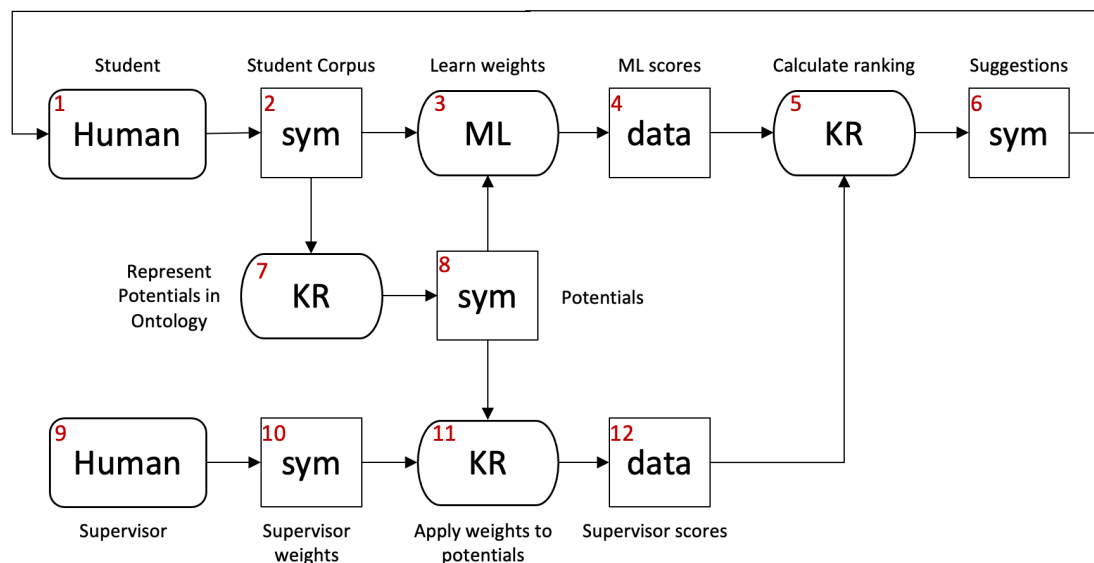 Student
Student Corpus
Learn weights
ML scores
Calculate ranking
Suggestions
1
Human
2
sym
3
ML
4
data
5
KR
6
sym
Represent
Potentials in
Ontology
7
KR
8
sym
Potentials
9
Human
10
sym
11
KR
12
data
Supervisor
Supervisor
weights
Apply weights to
potentials
Supervisor scores